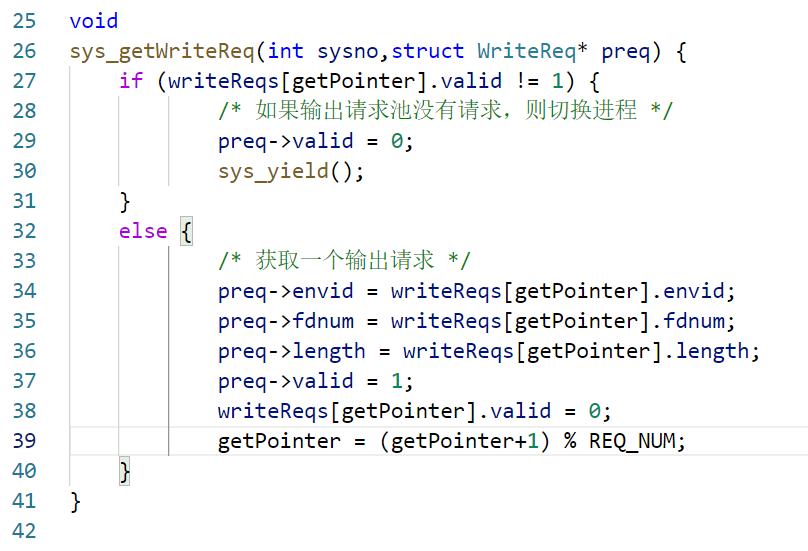 25 void
26 sys_getWriteReq(int sysno,struct WriteReq* preq) {
27     if (writeReqs[getPointer].valid != 1) {
28             /* 如果输出请求池没有请求，则切换进程 */
29             preq->valid = 0;
30             sys_yield();
31     }
32     else {
33             /* 获取一个输出请求 */
34             preq->envid = writeReqs[getPointer].envid;
35             preq->fdnum = writeReqs[getPointer].fdnum;
36             preq->length = writeReqs[getPointer].length;
37             preq->valid = 1;
38             writeReqs[getPointer].valid = 0;
39             getPointer = (getPointer+1) % REQ_NUM;
40     }
41 }
42